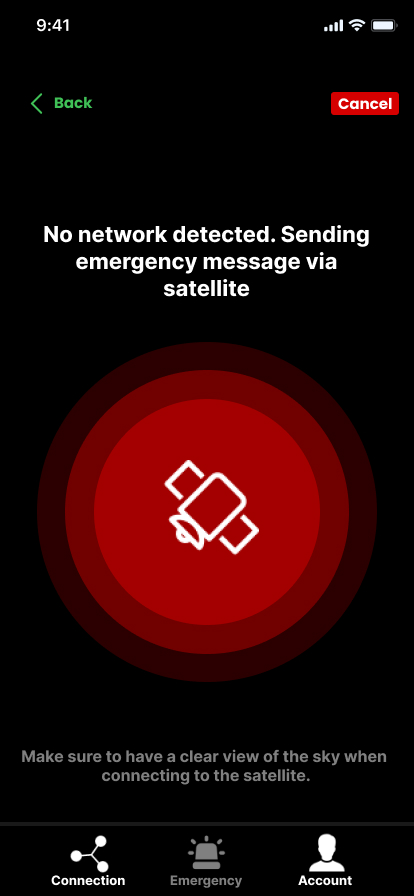 9:41
Back
Cancel
No network detected. Sending
emergency message via
satellite
Make sure to have a clear view of the sky when
connecting to the satellite.
Connection
Emergency
Account